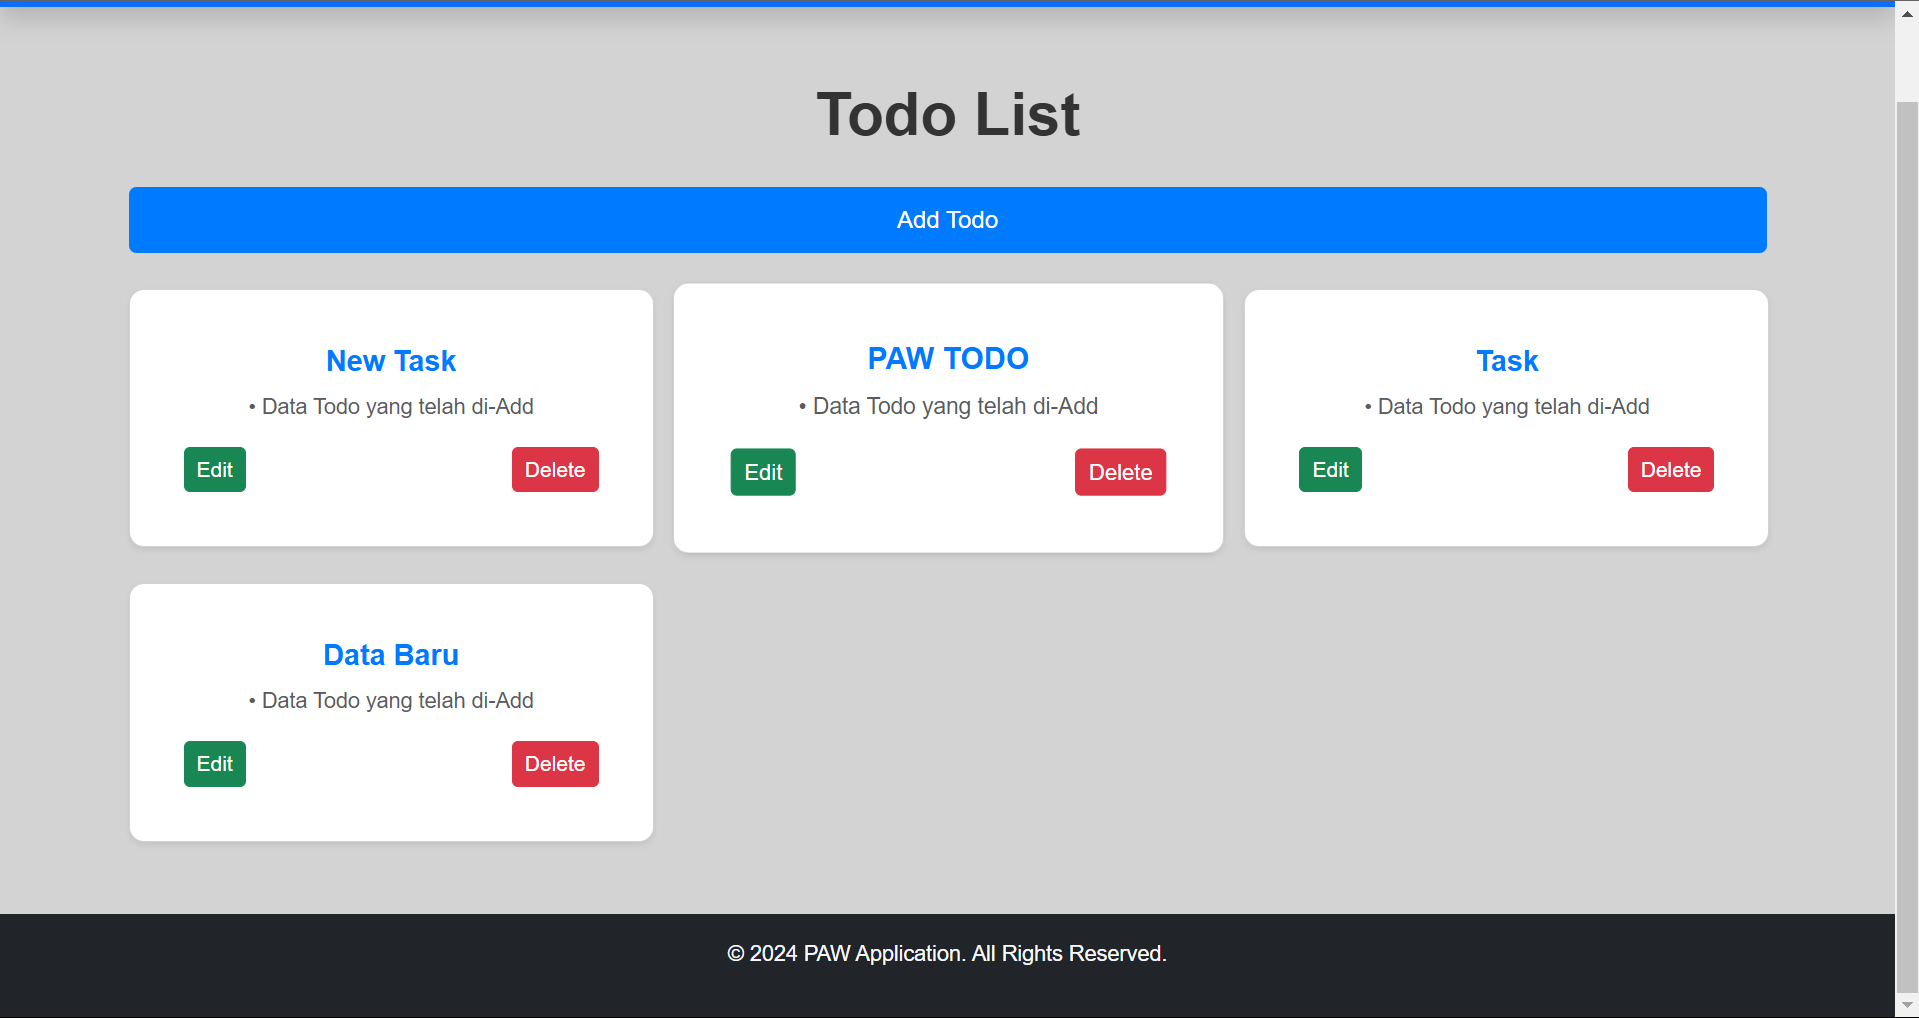 Todo List
Add Todo
New Task
• Data Todo yang telah di-Add
Edit
Delete
PAW TODO
• Data Todo yang telah di-Add
Edit
Delete
Task
• Data Todo yang telah di-Add
Edit
Delete
Data Baru
• Data Todo yang telah di-Add
Edit
Delete
© 2024 PAW Application. All Rights Reserved.